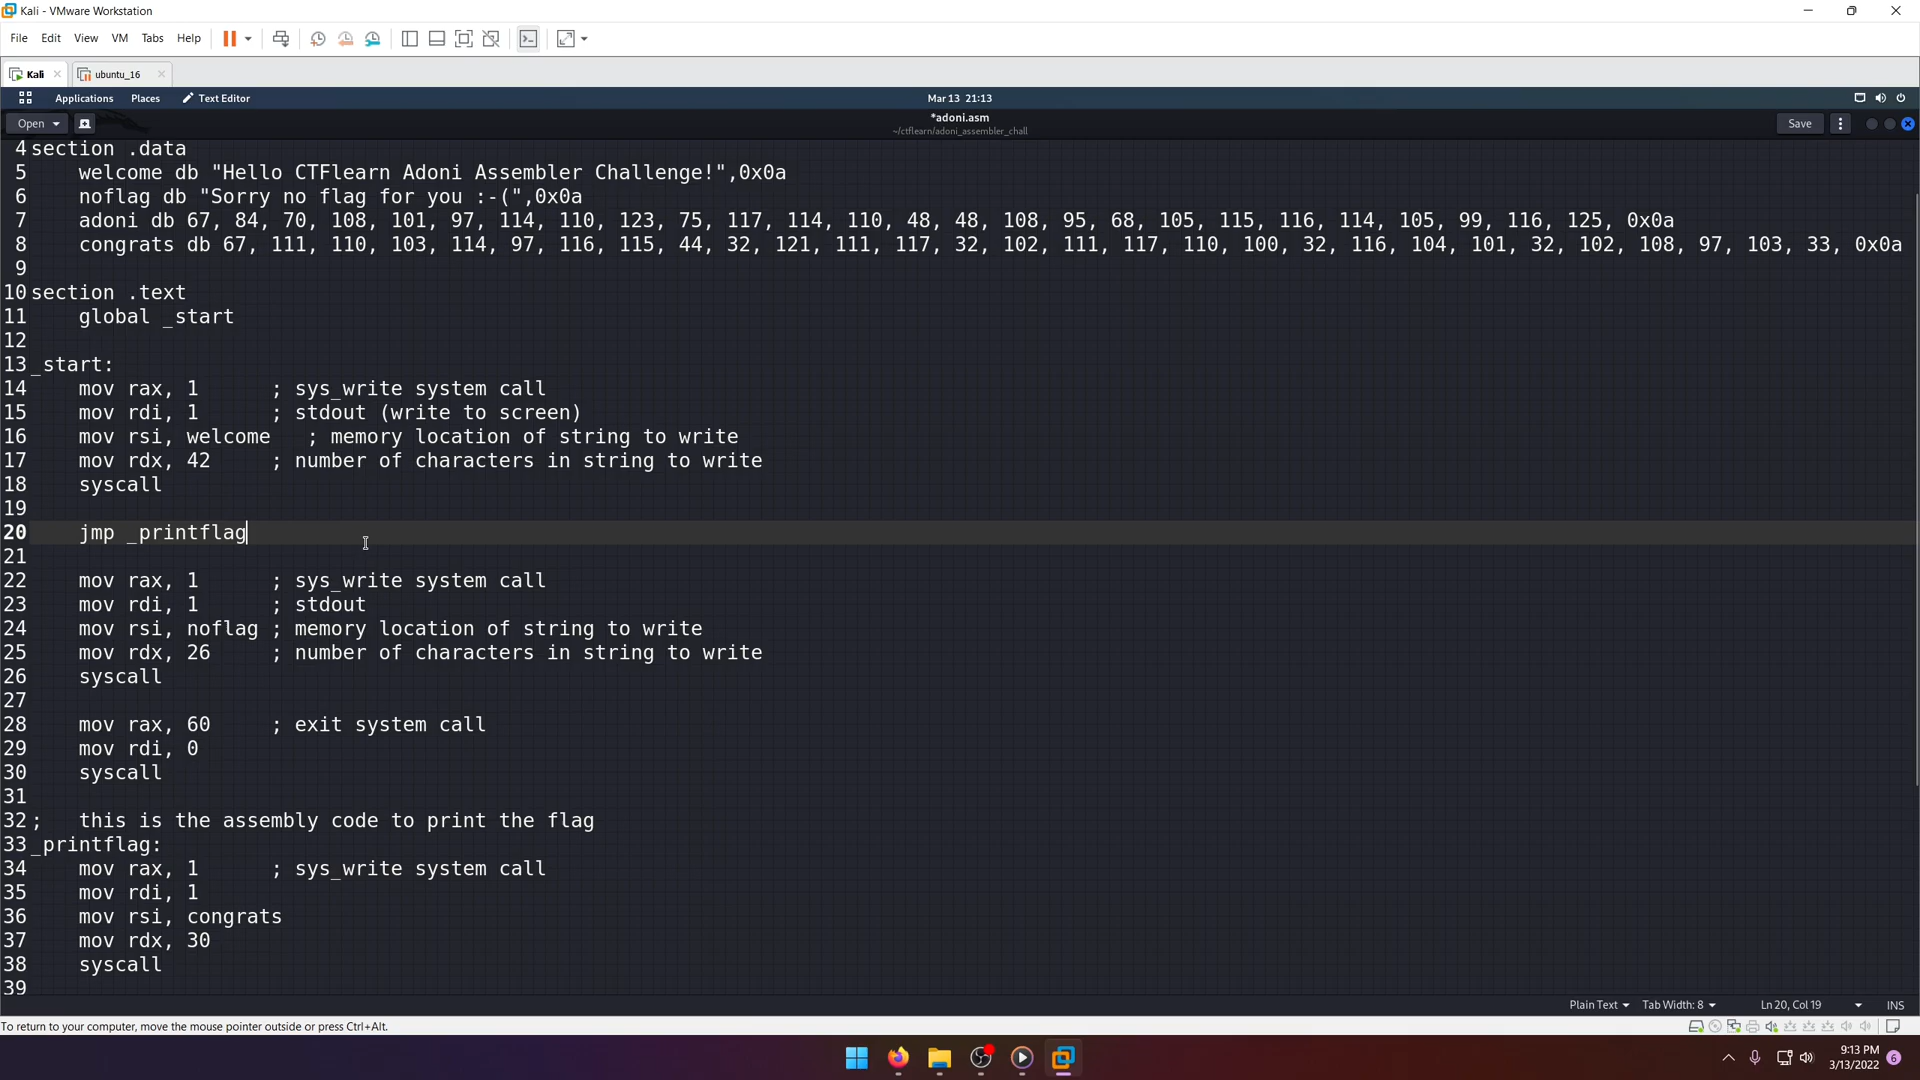 Kali - VMware Workstation
File Edit View VM Tabs Help
Kali ubuntu_16
Applications Places Text Editor Mar 13 21:13
Open *adoni.asm Save
~/ctflearn/adoni_assembler_chall
4 section .data
5 welcome db "Hello CTFlearn Adoni Assembler Challenge!",0x0a
6 noflag db "Sorry no flag for you :-(",0x0a
7 adoni db 67, 84, 70, 108, 101, 97, 114, 110, 123, 75, 117, 114, 110, 48, 48, 108, 95, 68, 105, 115, 116, 114, 105, 99, 116, 125, 0x0a
8 congrats db 67, 111, 110, 103, 114, 97, 116, 115, 44, 32, 121, 111, 117, 32, 102, 111, 117, 110, 100, 32, 116, 104, 101, 32, 102, 108, 97, 103, 33, 0x0a
9
10 section .text
11 global _start
12
13 _start:
14 mov rax, 1 ; sys_write system call
15 mov rdi, 1 ; stdout (write to screen)
16 mov rsi, welcome ; memory location of string to write
17 mov rdx, 42 ; number of characters in string to write
18 syscall
19
20 jmp _printflag
21
22 mov rax, 1 ; sys_write system call
23 mov rdi, 1 ; stdout
24 mov rsi, noflag ; memory location of string to write
25 mov rdx, 26 ; number of characters in string to write
26 syscall
27
28 mov rax, 60 ; exit system call
29 mov rdi, 0
30 syscall
31
32 ; this is the assembly code to print the flag
33 _printflag:
34 mov rax, 1 ; sys_write system call
35 mov rdi, 1
36 mov rsi, congrats
37 mov rdx, 30
38 syscall
39
Plain Text Tab Width: 8 Ln 20, Col 19 INS
To return to your computer, move the mouse pointer outside or press Ctrl+Alt.
9:13 PM
3/13/2022 6